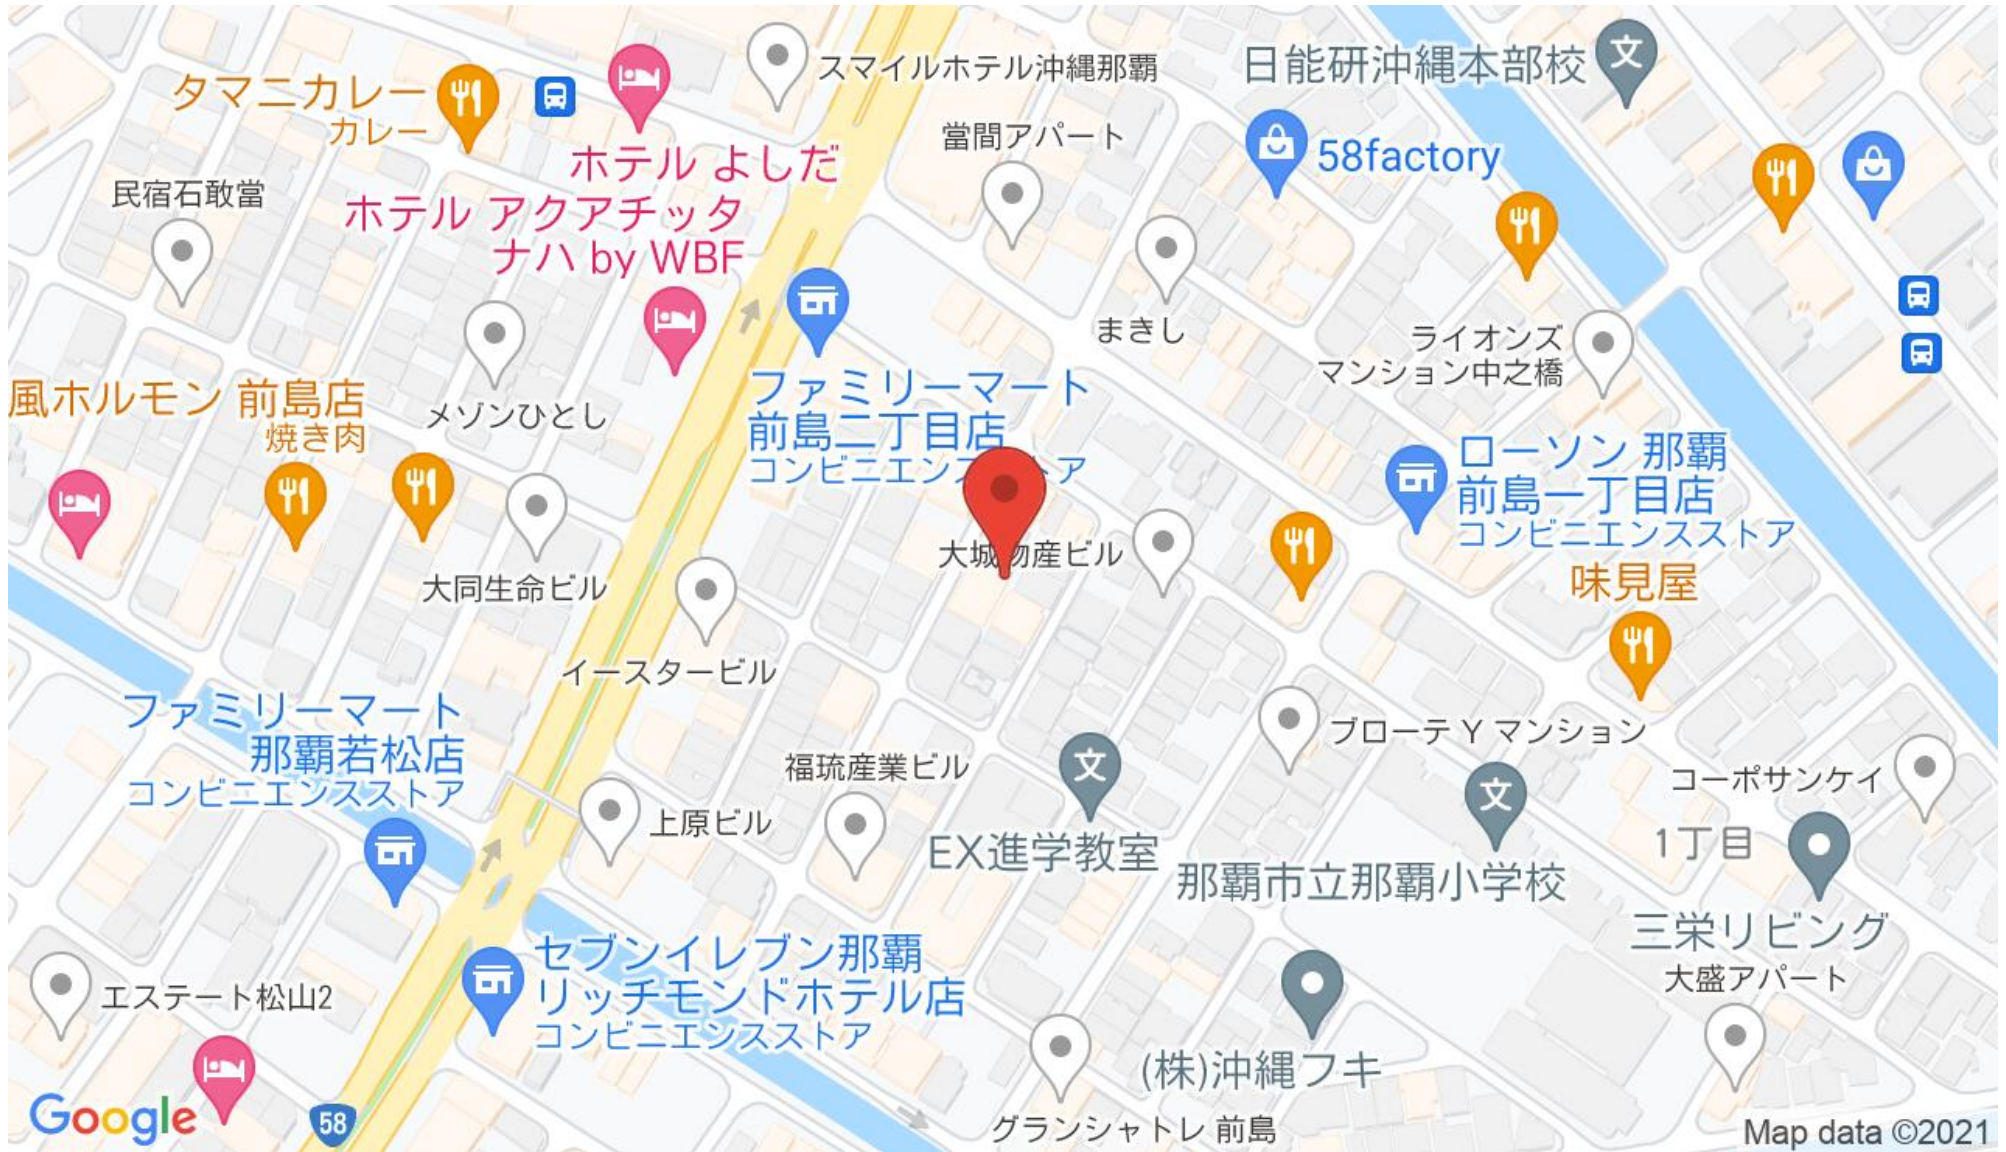 スマイルホテル沖縄那覇
日能研沖縄本部校
文
タマニカレー
カレー
當間アパート
58factory
ホテル よしだ
民宿石敢當
ホテル アクアチッタ
ナハ by WBF
まきし
ライオンズ
マンション中之橋
ファミリーマート
前島二丁目店
風ホルモン 前島店
焼き肉
メゾンひとし
ローソン 那覇
前島一丁目店
コンビニエンスストア
大城物産ビル
大同生命ビル
味見屋
イースタービル
ファミリーマート
那覇若松店
コンビニエンスストア
福琉産業ビル
文
ブローテ Y マンション
文
コーポサンケイ
上原ビル
EX進学教室
那覇市立那覇小学校
1丁目
三栄リビング
セブンイレブン那覇
リッチモンドホテル店
コンビニエンスストア
大盛アパート
エステート松山2
(株)沖縄フキ
Google
58
グランシャトレ 前島
Map data ©2021